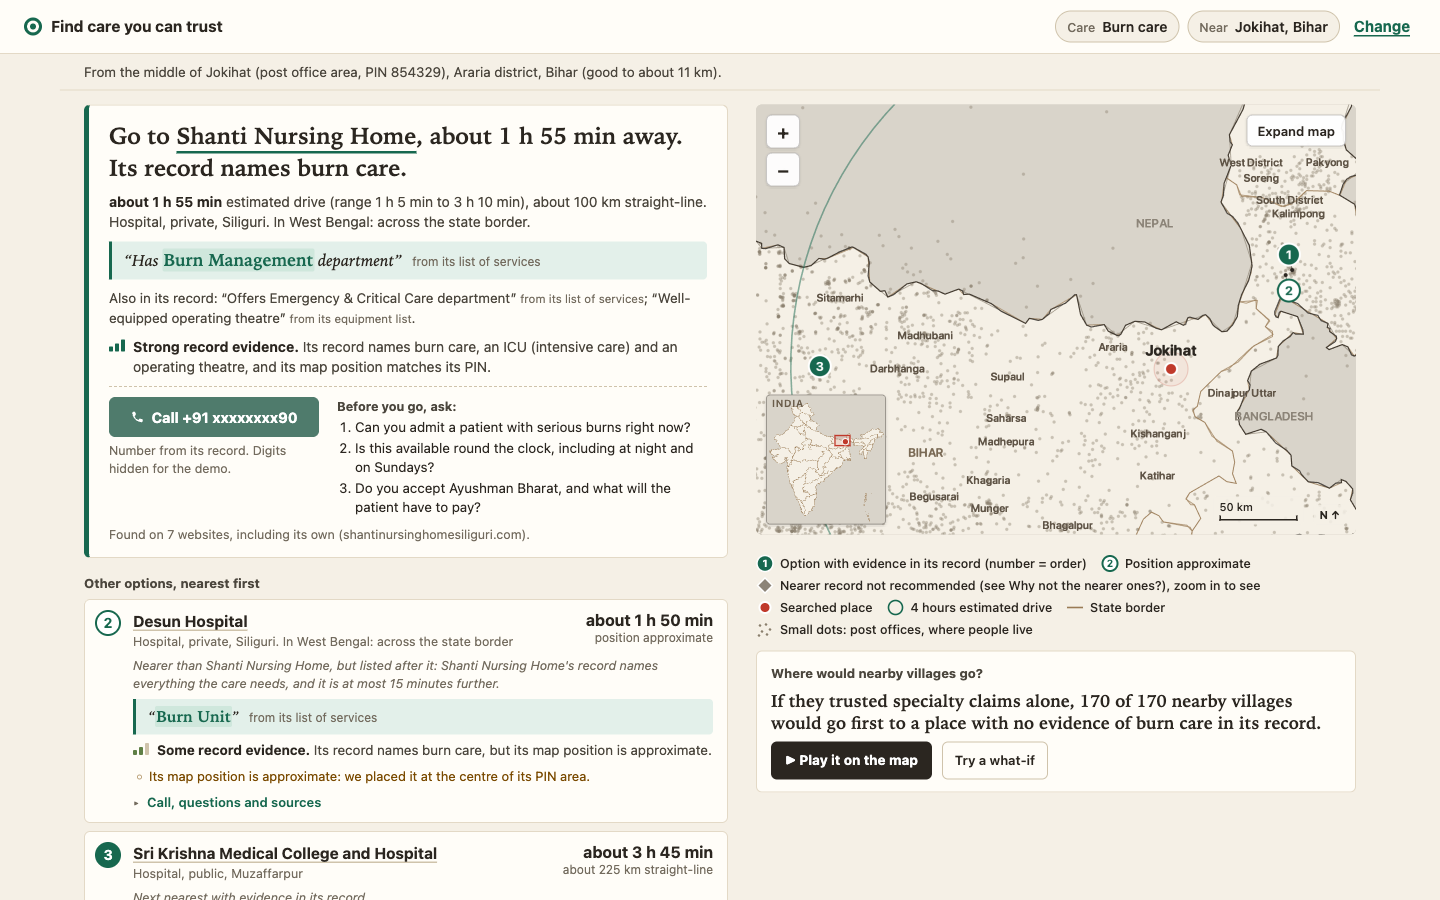 Find care you can trust
Care Burn care
Near Jokihat, Bihar
Change
From the middle of Jokihat (post office area, PIN 854329), Araria district, Bihar (good to about 11 km).
Go to Shanti Nursing Home, about 1 h 55 min away.
Its record names burn care.
about 1 h 55 min estimated drive (range 1 h 5 min to 3 h 10 min), about 100 km straight-line.
Hospital, private, Siliguri. In West Bengal: across the state border.
“Has Burn Management department” from its list of services
Also in its record: “Offers Emergency & Critical Care department” from its list of services; “Well-
equipped operating theatre” from its equipment list.
Strong record evidence. Its record names burn care, an ICU (intensive care) and an
operating theatre, and its map position matches its PIN.
Call +91 xxxxxxxx90
Number from its record. Digits
hidden for the demo.
Before you go, ask:
1. Can you admit a patient with serious burns right now?
2. Is this available round the clock, including at night and
on Sundays?
3. Do you accept Ayushman Bharat, and what will the
patient have to pay?
Found on 7 websites, including its own (shantinursinghomesiliguri.com).
Other options, nearest first
2
Desun Hospital
about 1 h 50 min
Hospital, private, Siliguri. In West Bengal: across the state border
position approximate
Nearer than Shanti Nursing Home, but listed after it: Shanti Nursing Home's record names
everything the care needs, and it is at most 15 minutes further.
“Burn Unit” from its list of services
Some record evidence. Its record names burn care, but its map position is approximate.
Its map position is approximate: we placed it at the centre of its PIN area.
Call, questions and sources
3
Sri Krishna Medical College and Hospital
about 3 h 45 min
Hospital, public, Muzaffarpur
about 225 km straight-line
Next nearest with evidence in its record.
+
−
Expand map
West District
Pakyong
Soreng
South District
Kalimpong
NEPAL
1
2
Sitamarhi
Madhubani
Araria
Jokihat
3
Darbhanga
Supaul
Dinajpur Uttar
INDIA
Saharsa
BANGLADESH
Madhepura
Kishanganj
BIHAR
Khagaria
Katihar
Begusarai
Munger
Bhagalpur
50 km
N ↑
1 Option with evidence in its record (number = order)
2 Position approximate
Nearer record not recommended (see Why not the nearer ones?), zoom in to see
Searched place
4 hours estimated drive
State border
Small dots: post offices, where people live
Where would nearby villages go?
If they trusted specialty claims alone, 170 of 170 nearby villages
would go first to a place with no evidence of burn care in its record.
Play it on the map
Try a what-if